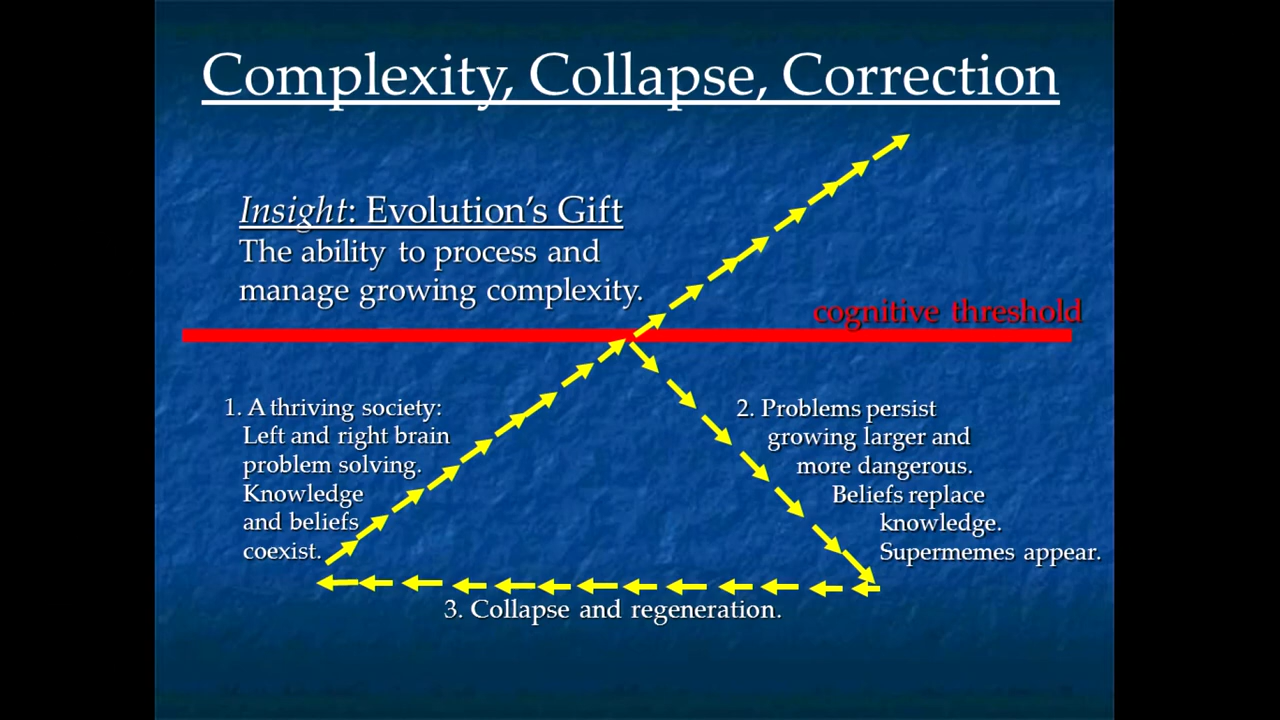 Complexity, Collapse, Correction
Insight: Evolution's Gift
The ability to process and
manage growing complexity.
cognitive threshold
1. A thriving society:
Left and right brain
problem solving.
Knowledge
and beliefs
coexist.
2. Problems persist
growing larger and
more dangerous.
Beliefs replace
knowledge.
Supermemes appear.
3. Collapse and regeneration.